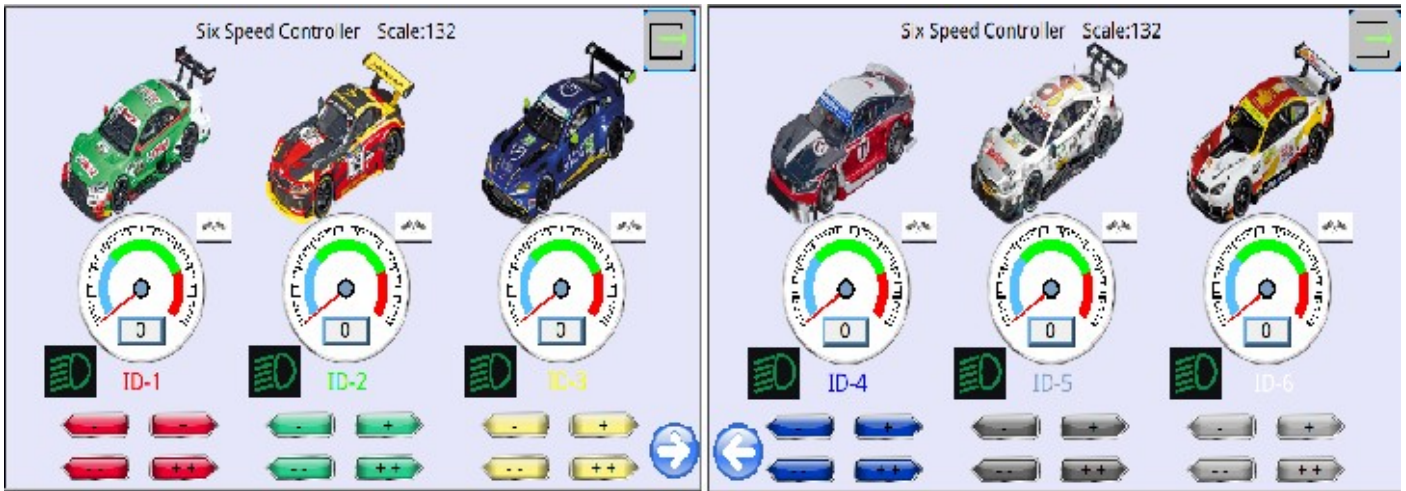 Six Speed Controller Scale:132
0 0 0
ID-1 ID-2 ID-3
- - - + - +
-- ++ -- ++ -- ++
Six Speed Controller Scale:132
0 0 0
ID-4 ID-5 ID-6
- + - + - +
-- ++ -- ++ -- ++